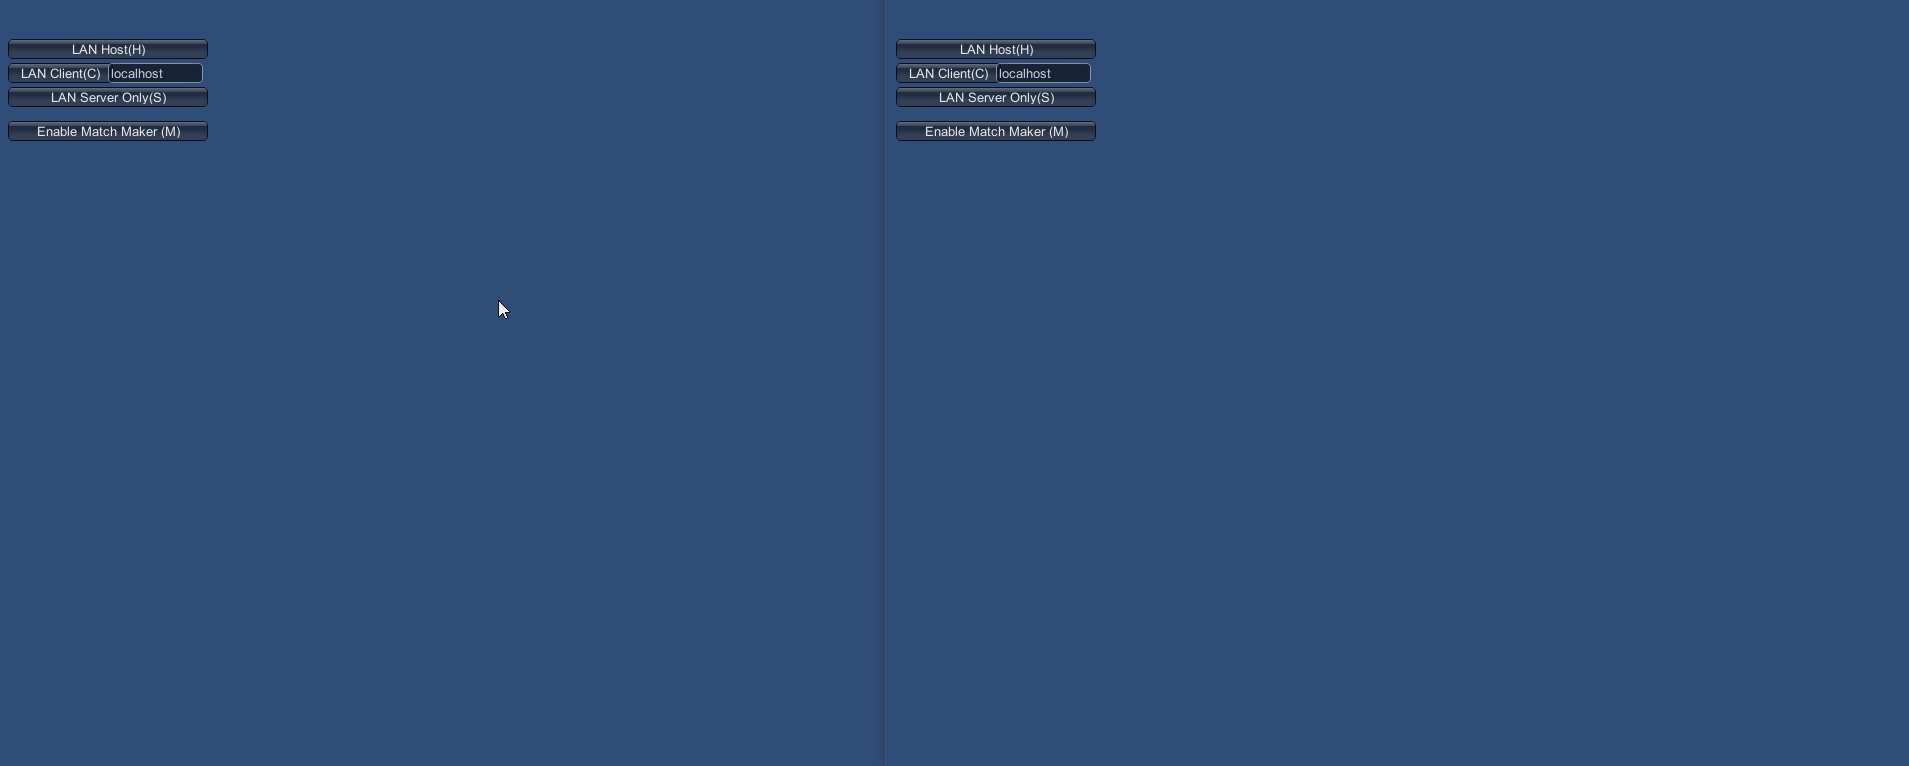 LAN Host(H)
LAN Client(C) localhost
LAN Server Only(S)
Enable Match Maker (M)
LAN Host(H)
LAN Client(C) localhost
LAN Server Only(S)
Enable Match Maker (M)